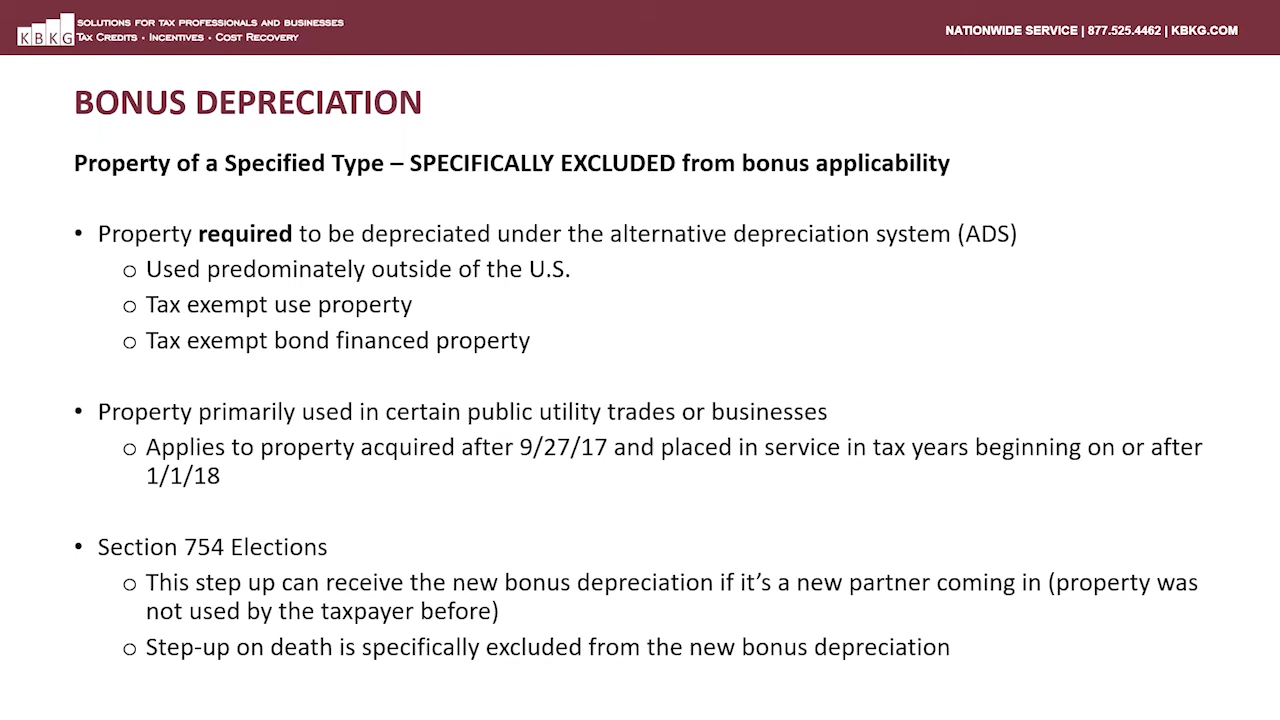 KBKG
SOLUTIONS FOR TAX PROFESSIONALS AND BUSINESSES
TAX CREDITS · INCENTIVES · COST RECOVERY
NATIONWIDE SERVICE | 877.525.4462 | KBKG.COM
BONUS DEPRECIATION
Property of a Specified Type – SPECIFICALLY EXCLUDED from bonus applicability
• Property required to be depreciated under the alternative depreciation system (ADS)
o Used predominately outside of the U.S.
o Tax exempt use property
o Tax exempt bond financed property
• Property primarily used in certain public utility trades or businesses
o Applies to property acquired after 9/27/17 and placed in service in tax years beginning on or after
1/1/18
• Section 754 Elections
o This step up can receive the new bonus depreciation if it’s a new partner coming in (property was
not used by the taxpayer before)
o Step-up on death is specifically excluded from the new bonus depreciation